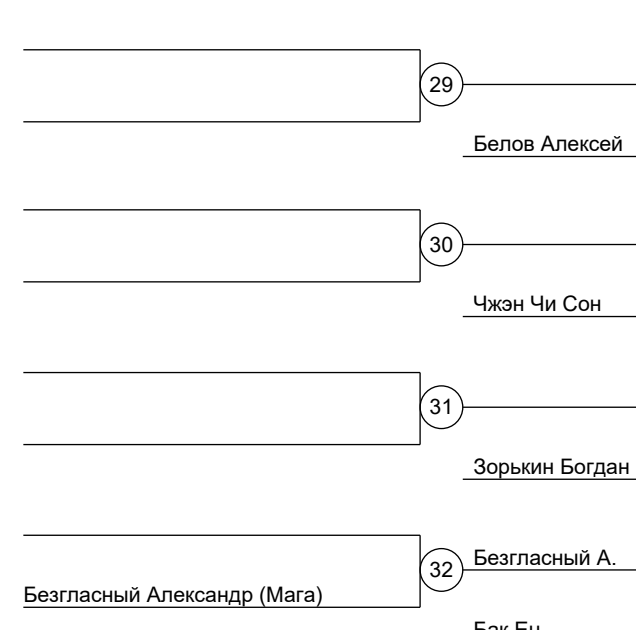 29
Белов Алексей
30
Чжэн Чи Сон
31
Зорькин Богдан
Безгласный А.
32
Безгласный Александр (Мага)